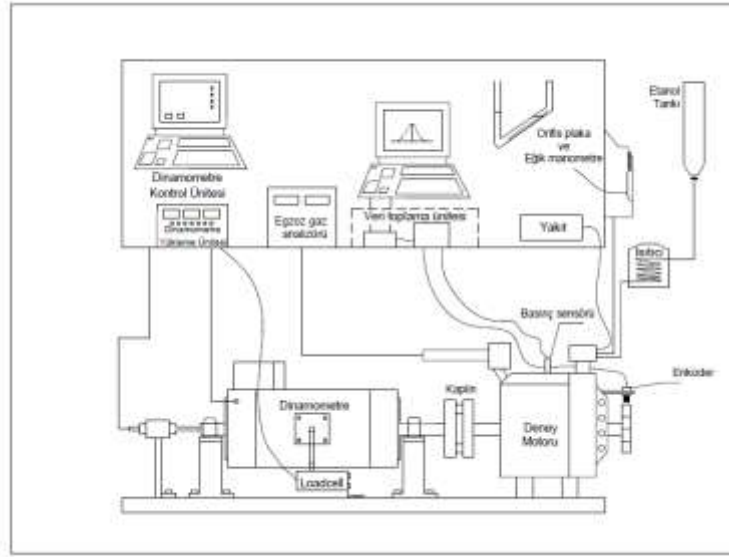 Etanol
Tankı
Orifis plaka
ve
Eğik manometre
Dinamometre
Kontrol Ünitesi
Egzoz gaz
analizörü
Veri toplama ünitesi
Yakıt
Isıtıcı
Dinamometre
Yükleme Ünitesi
Basınç sensörü
Enkoder
Kaplin
Dinamometre
Deney
Motoru
Loadcell